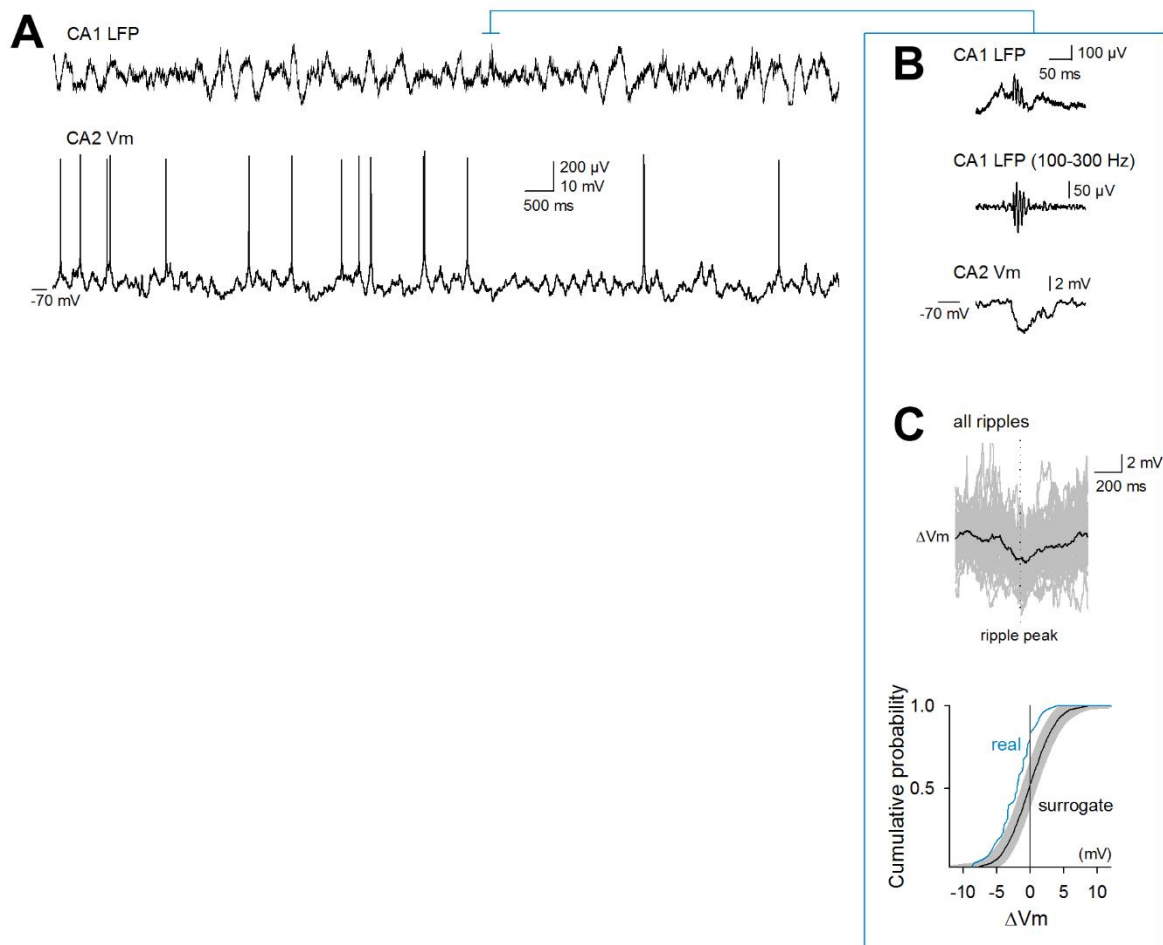 A
CA1 LFP
CA2 Vm
200 µV
10 mV
500 ms
-70 mV
B
CA1 LFP
100 µV
50 ms
CA1 LFP (100-300 Hz)
50 µV
CA2 Vm
2 mV
-70 mV
C
all ripples
2 mV
200 ms
ΔVm
ripple peak
Cumulative probability
1.0
real
0.5
surrogate
(mV)
-10 -5 0 5 10
ΔVm